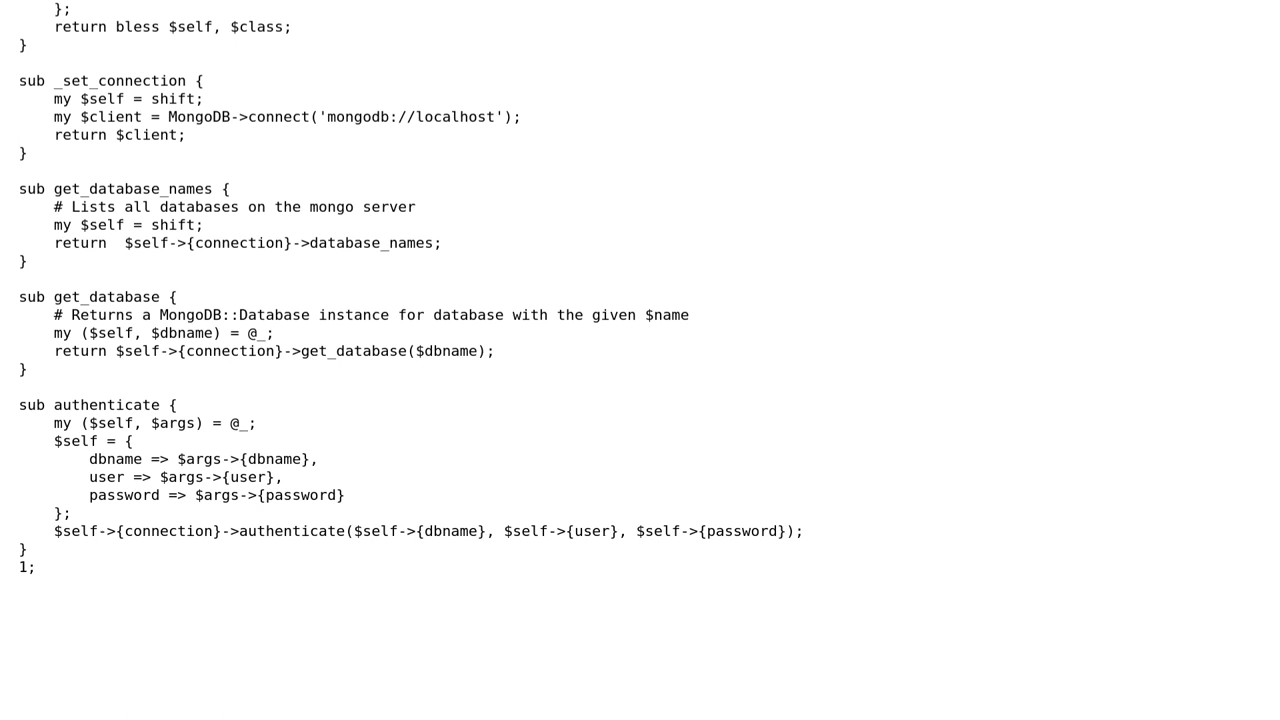 };
    return bless $self, $class;
}

sub _set_connection {
    my $self = shift;
    my $client = MongoDB->connect('mongodb://localhost');
    return $client;
}

sub get_database_names {
    # Lists all databases on the mongo server
    my $self = shift;
    return  $self->{connection}->database_names;
}

sub get_database {
    # Returns a MongoDB::Database instance for database with the given $name
    my ($self, $dbname) = @_;
    return $self->{connection}->get_database($dbname);
}

sub authenticate {
    my ($self, $args) = @_;
    $self = {
        dbname => $args->{dbname},
        user => $args->{user},
        password => $args->{password}
    };
    $self->{connection}->authenticate($self->{dbname}, $self->{user}, $self->{password});
}
1;